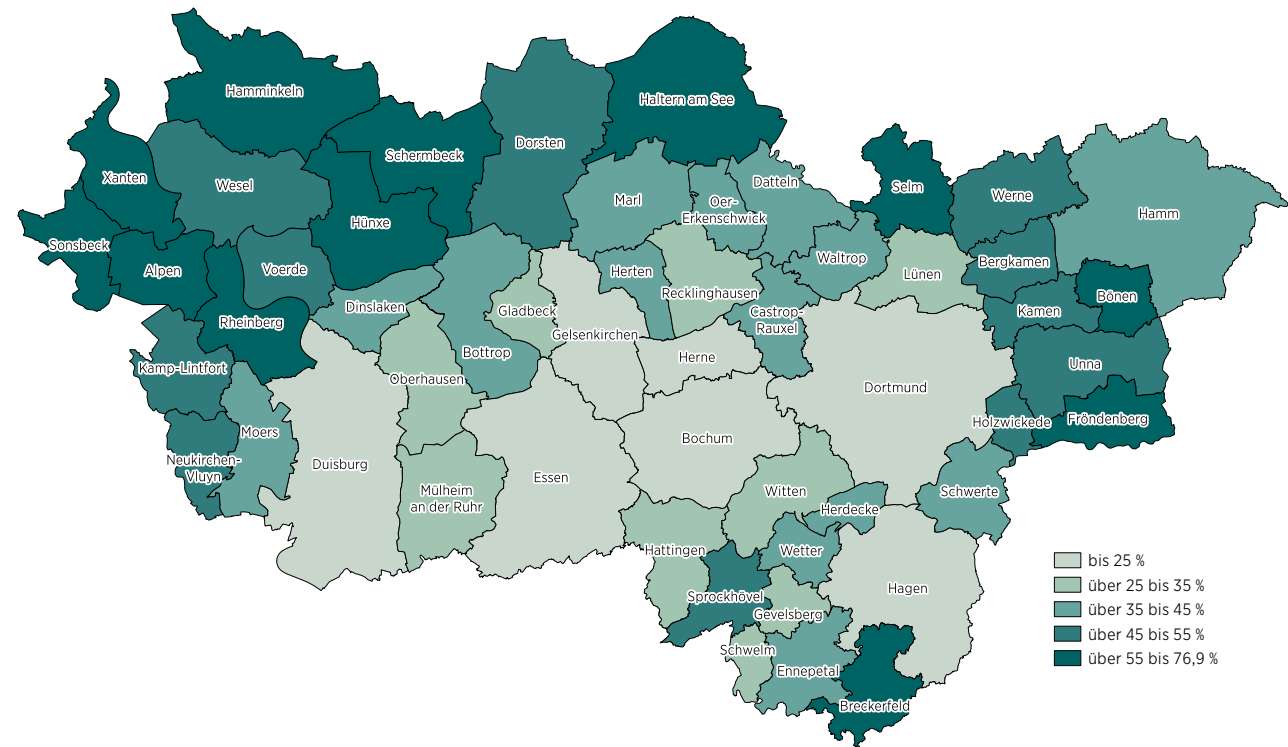 Hamminkeln
Haltern am See
Dorsten
Schermbeck
Xanten
Wesel
Selm
Datteln
Marl
Oer-
Erkenschwick
Werne
Hamm
Hünxe
Sonsbeck
Alpen
Voerde
Herten
Waltrop
Lünen
Bergkamen
Recklinghausen
Bönen
Dinslaken
Gladbeck
Castrop-
Rauxel
Kamen
Rheinberg
Gelsenkirchen
Bottrop
Herne
Kamp-Lintfort
Unna
Oberhausen
Dortmund
Fröndenberg
Holzwickede
Moers
Bochum
Neukirchen-
Vluyn
Duisburg
Essen
Mülheim
an der Ruhr
Witten
Schwerte
Herdecke
Hattingen
Wetter
Hagen
Sprockhövel
Gevelsberg
Schwelm
Ennepetal
Breckerfeld
bis 25 %
über 25 bis 35 %
über 35 bis 45 %
über 45 bis 55 %
über 55 bis 76,9 %